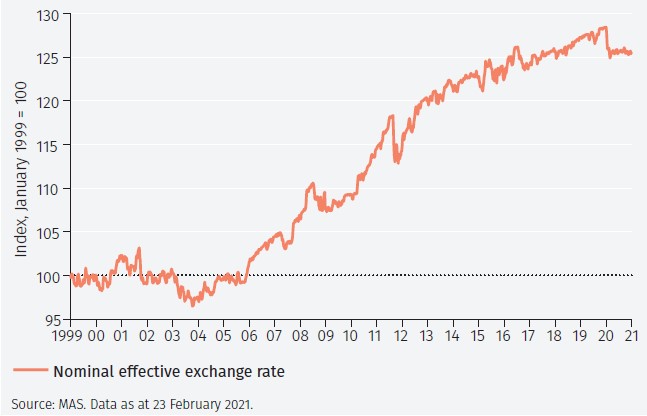 130
125
120
115
110
105
100
95
Index, January 1999 = 100
1999 00 01 02 03 04 05 06 07 08 09 10 11 12 13 14 15 16 17 18 19 20 21
Nominal effective exchange rate
Source: MAS. Data as at 23 February 2021.